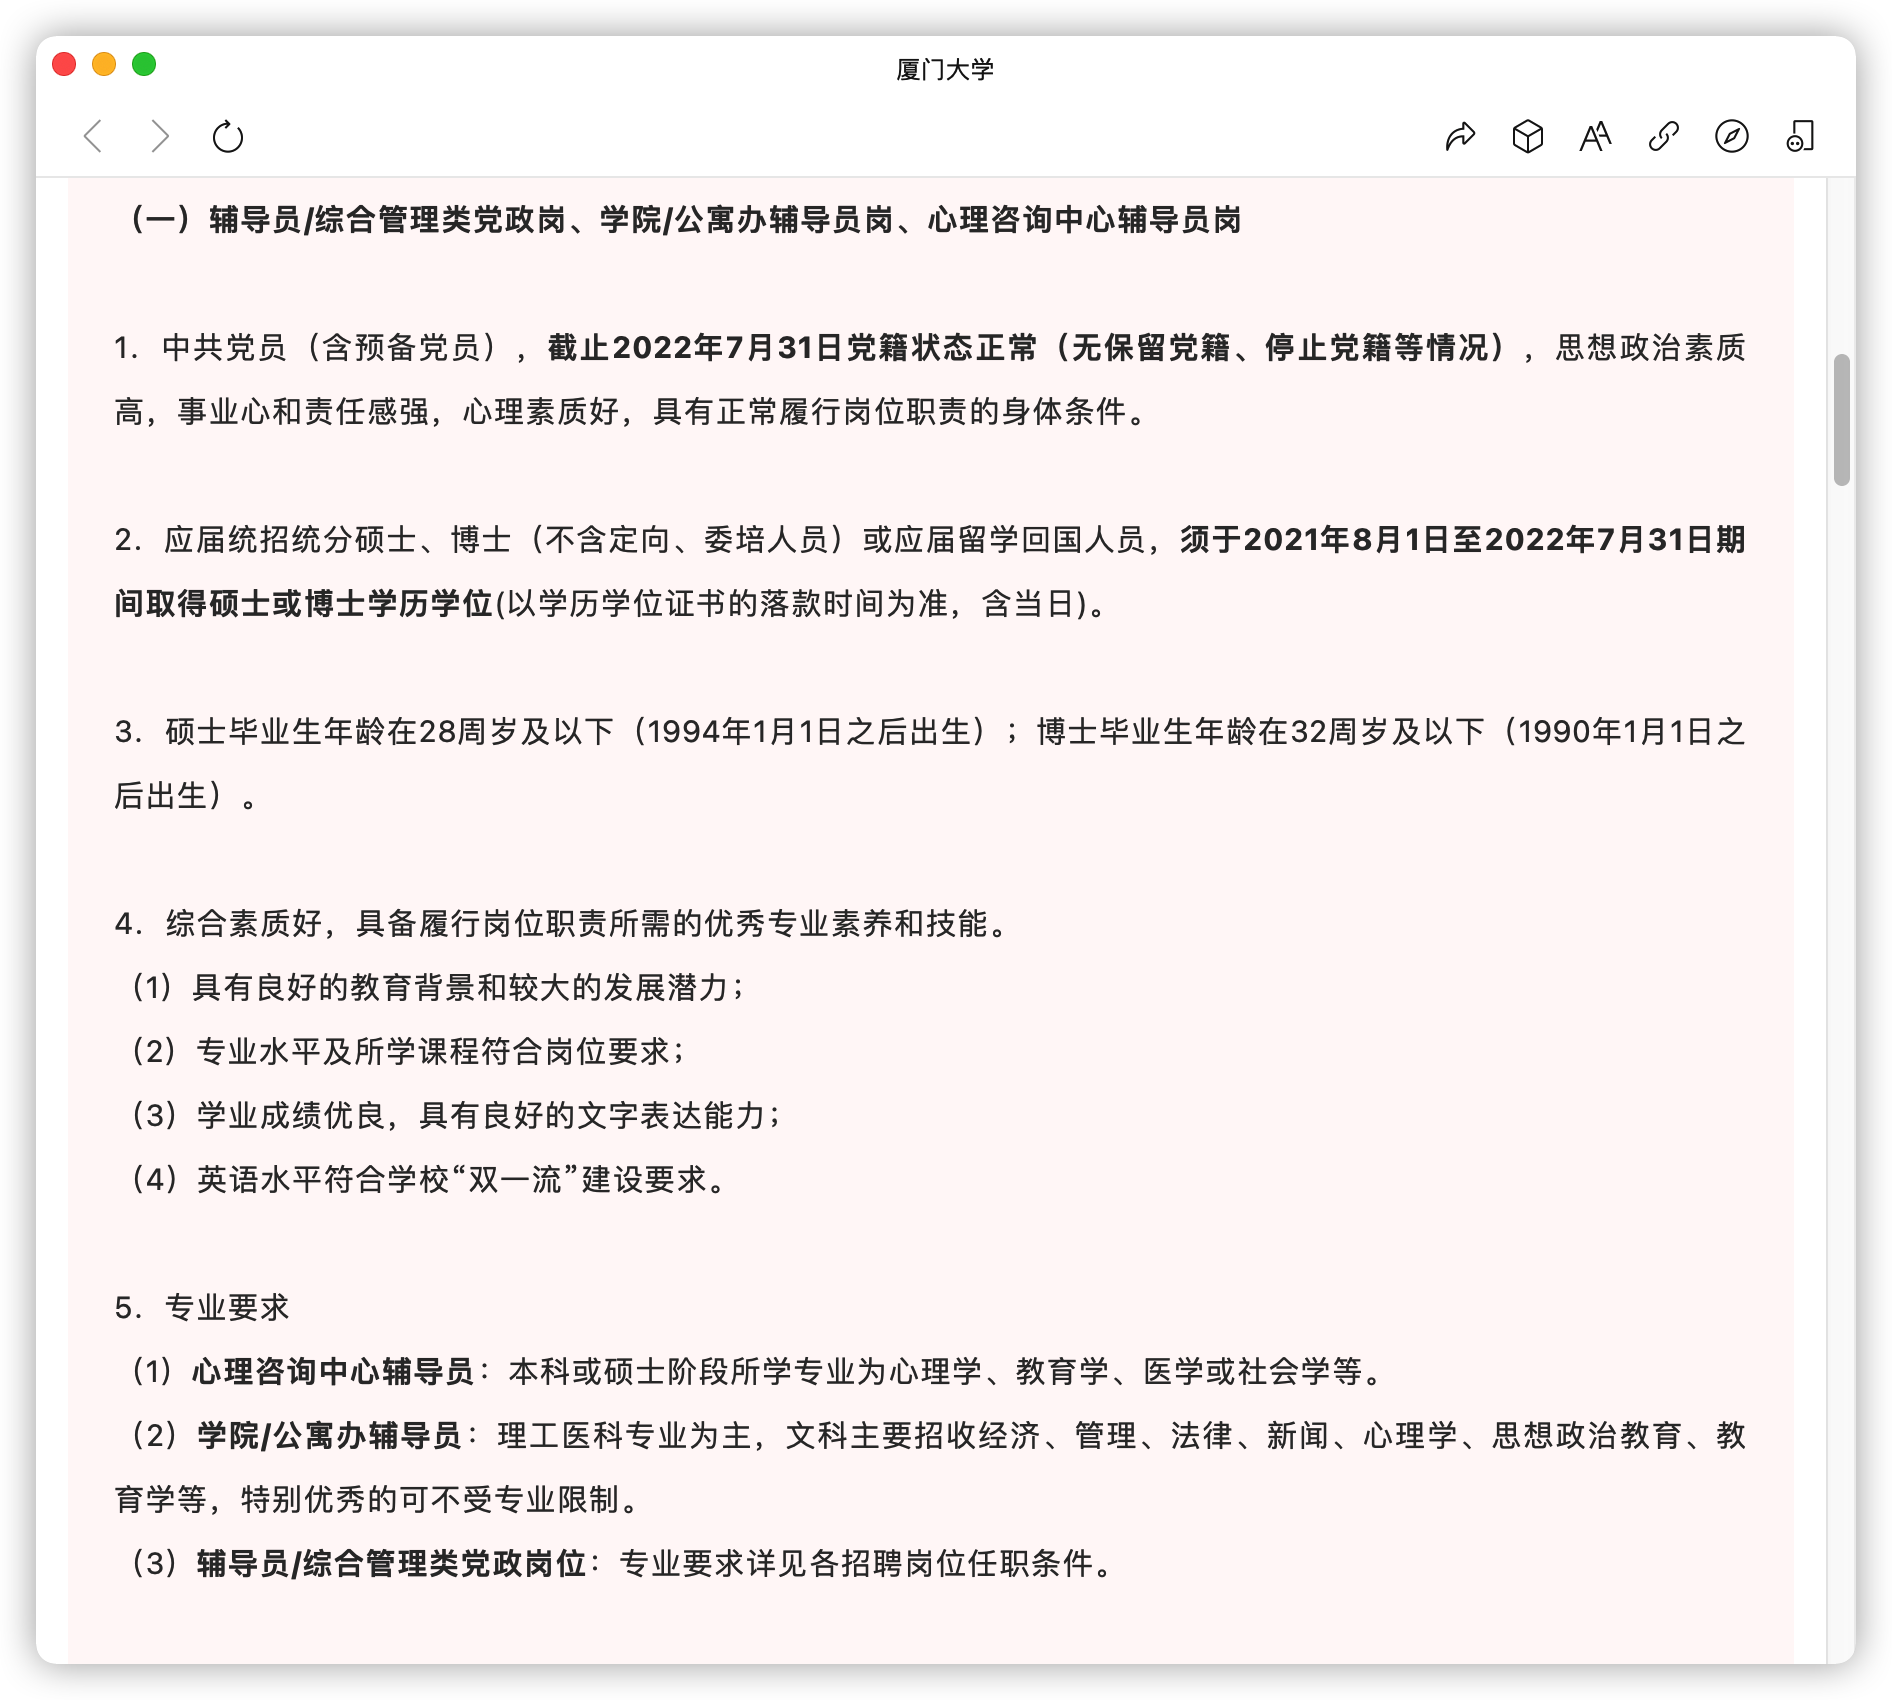 厦门大学
（一）辅导员/综合管理类党政岗、学院/公寓办辅导员岗、心理咨询中心辅导员岗
1. 中共党员（含预备党员），截止2022年7月31日党籍状态正常（无保留党籍、停止党籍等情况），思想政治素质
高，事业心和责任感强，心理素质好，具有正常履行岗位职责的身体条件。
2. 应届统招统分硕士、博士（不含定向、委培人员）或应届留学回国人员，须于2021年8月1日至2022年7月31日期
间取得硕士或博士学历学位(以学历学位证书的落款时间为准，含当日)。
3. 硕士毕业生年龄在28周岁及以下（1994年1月1日之后出生）；博士毕业生年龄在32周岁及以下（1990年1月1日之
后出生）。
4. 综合素质好，具备履行岗位职责所需的优秀专业素养和技能。
（1）具有良好的教育背景和较大的发展潜力；
（2）专业水平及所学课程符合岗位要求；
（3）学业成绩优良，具有良好的文字表达能力；
（4）英语水平符合学校“双一流”建设要求。
5. 专业要求
（1）心理咨询中心辅导员：本科或硕士阶段所学专业为心理学、教育学、医学或社会学等。
（2）学院/公寓办辅导员：理工医科专业为主，文科主要招收经济、管理、法律、新闻、心理学、思想政治教育、教
育学等，特别优秀的可不受专业限制。
（3）辅导员/综合管理类党政岗位：专业要求详见各招聘岗位任职条件。